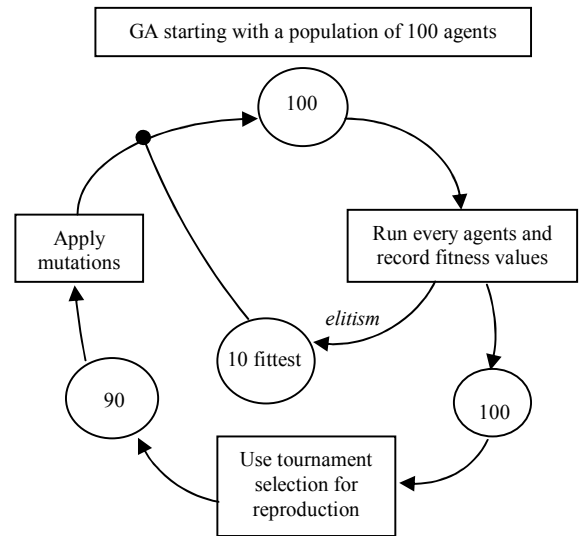 GA starting with a population of 100 agents
100
Run every agents and
record fitness values
Apply
mutations
elitism
10 fittest
90
100
Use tournament
selection for
reproduction